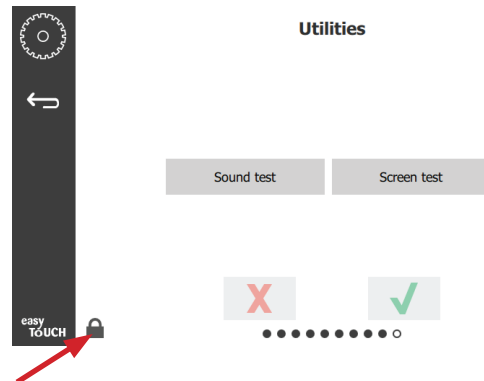 Utilities
Sound test
Screen test
easy
TOUCH